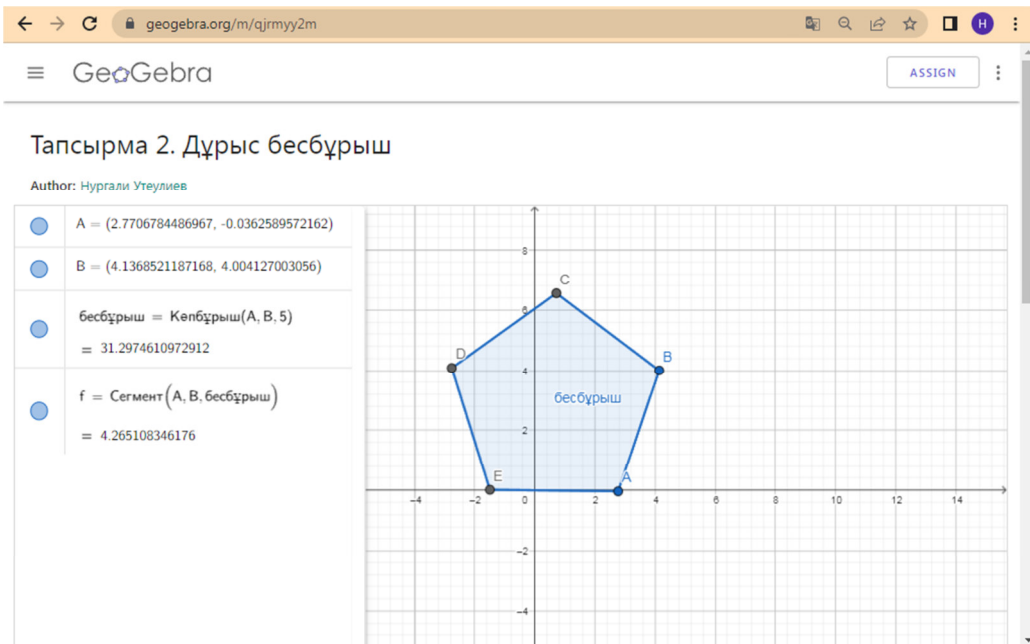 geogebra.org/m/qjrmyy2m
H
GeoGebra
ASSIGN
Тапсырма 2. Дұрыс бесбұрыш
Author: Нургали Утеулиев
A = (2.7706784486967, -0.0362589572162)
B = (4.1368521187168, 4.004127003056)
бесбұрыш = Көпбұрыш(A, B, 5)
= 31.2974610972912
f = Сегмент(A, B, бесбұрыш)
= 4.265108346176
8
C
6
D
B
4
бесбұрыш
2
E
A
-4
-2
0
2
4
6
8
10
12
14
-2
-4